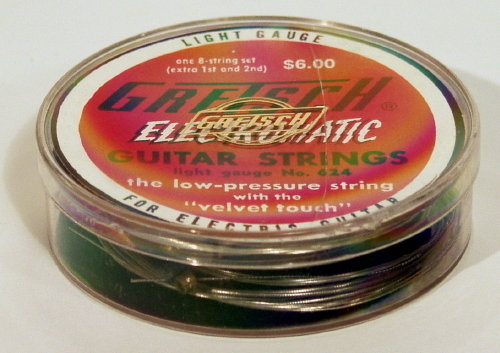 LIGHT GAUGE
one 8-string set
(extra 1st and 2nd)
$6.00
GRETSCH®
GRETSCH
ELECTROMATIC
GUITAR STRINGS
light gauge No. 624
the low-pressure string
with the
"velvet touch"
FOR ELECTRIC GUITAR